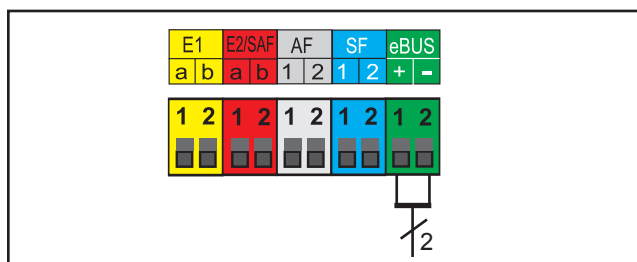 E1 E2/SAF AF SF eBUS
a b a b 1 2 1 2 + -
1 2 1 2 1 2 1 2 1 2
2